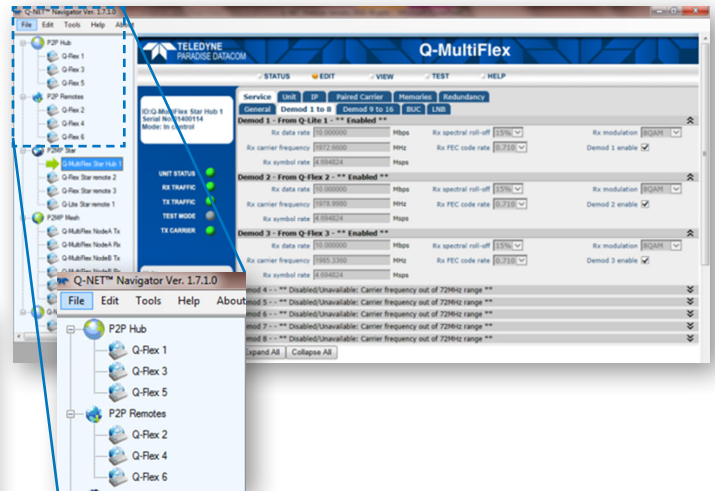 Q-NET™ Navigator Ver. 1.7.1.0
File Edit Tools Help About
P2P Hub
Q-Flex 1
Q-Flex 3
Q-Flex 5
P2P Remotes
Q-Flex 2
Q-Flex 4
Q-Flex 6
P2MP Star
Q-MultiFlex Star Hub 1
Q-Flex Star remote 2
Q-Flex Star remote 3
Q-Lite Star remote 1
P2MP Mesh
Q-MultiFlex NodeA Tx
Q-MultiFlex NodeA Rx
Q-MultiFlex NodeB Tx
Q-MultiFlex NodeB Rx
TELEDYNE
PARADISE DATACOM
Q-MultiFlex
STATUS EDIT VIEW TEST HELP
ID:Q-MultiFlex Star Hub 1
Mode: In control
UNIT STATUS
RX TRAFFIC
TX TRAFFIC
TEST MODE
TX CARRIER
Service Unit IP Paired Carrier Memories Redundancy
General Demod 1 to 8 Demod 9 to 16 BUC LNB
Demod 1 - From Q-Lite 1 - ** Enabled **
Rx data rate 10.000000 Mbps Rx spectral roll-off 15% Rx modulation 8QAM
Rx carrier frequency 1972.6600 MHz Rx FEC code rate 0.710 Demod 1 enable
Rx symbol rate 4.694824 Msps
Demod 2 - From Q-Flex 2 - ** Enabled **
Rx data rate 10.000000 Mbps Rx spectral roll-off 15% Rx modulation 8QAM
Rx carrier frequency 1978.9980 MHz Rx FEC code rate 0.710 Demod 2 enable
Rx symbol rate 4.694824 Msps
Demod 3 - From Q-Flex 3 - ** Enabled **
Rx data rate 10.000000 Mbps Rx spectral roll-off 15% Rx modulation 8QAM
Rx carrier frequency 1985.3360 MHz Rx FEC code rate 0.710 Demod 3 enable
Rx symbol rate 4.694824 Msps
Demod 4 - - ** Disabled/Unavailable: Carrier frequency out of 72MHz range **
Demod 5 - - ** Disabled/Unavailable: Carrier frequency out of 72MHz range **
Demod 6 - - ** Disabled/Unavailable: Carrier frequency out of 72MHz range **
Demod 7 - - ** Disabled/Unavailable: Carrier frequency out of 72MHz range **
Demod 8 - - ** Disabled/Unavailable: Carrier frequency out of 72MHz range **
Expand All Collapse All
Q-NET™ Navigator Ver. 1.7.1.0
File Edit Tools Help About
P2P Hub
Q-Flex 1
Q-Flex 3
Q-Flex 5
P2P Remotes
Q-Flex 2
Q-Flex 4
Q-Flex 6